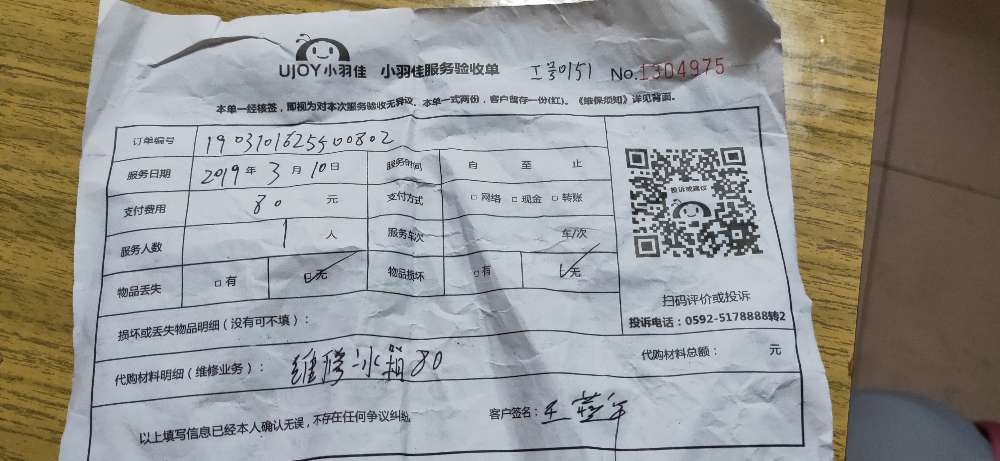 UJOY小羽佳 小羽佳服务验收单 工号0151 No.1304975
本单一经核签，即视为对本次服务验收无异议。本单一式两份，客户留存一份(红)。《维保须知》详见背面。
订单编号 1903101625500802
服务日期 2019年3月10日 服务时间 自 至 止
支付费用 80 元 支付方式 □网络 □现金 □转账
服务人数 1 人 服务车次 车/次
物品丢失 □有 ☑无 物品损坏 □有 ☑无
投诉或建议
扫码评价或投诉
投诉电话：0592-5178888转2
损坏或丢失物品明细（没有可不填）：
代购材料明细（维修业务）： 维修冰箱80 代购材料总额： 元
以上填写信息已经本人确认无误，不存在任何争议纠纷 客户签名：王